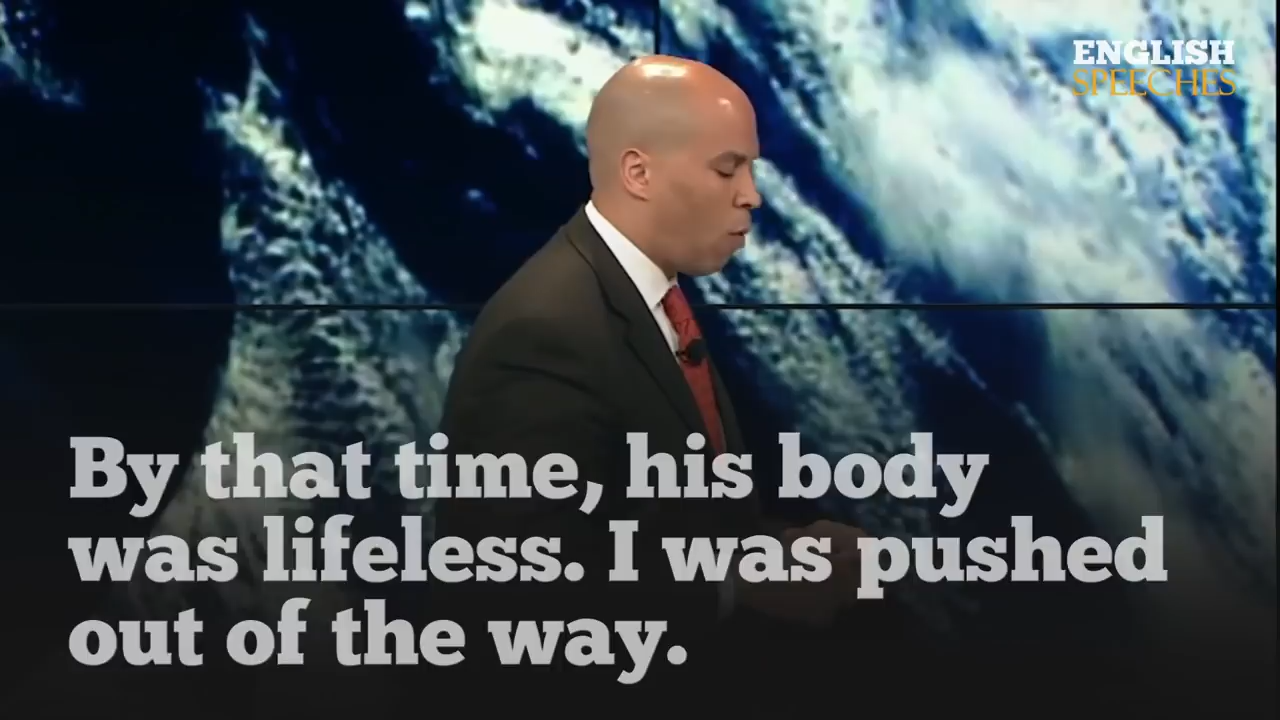 ENGLISH
SPEECHES
By that time, his body
was lifeless. I was pushed
out of the way.